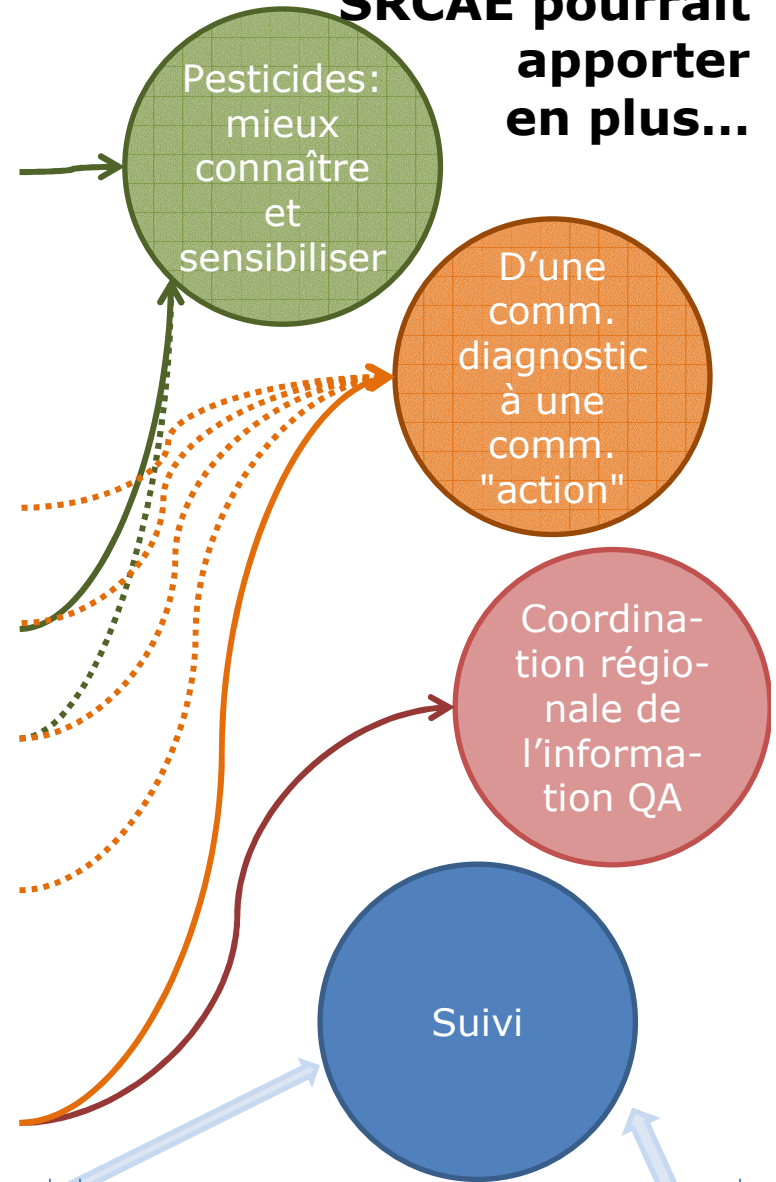 SRCAE pourrait
apporter
en plus...
Pesticides:
mieux
connaître
et
sensibiliser
D’une
comm.
diagnostic
à une
comm.
"action"
Coordina-
tion régio-
nale de
l’informa-
tion QA
Suivi